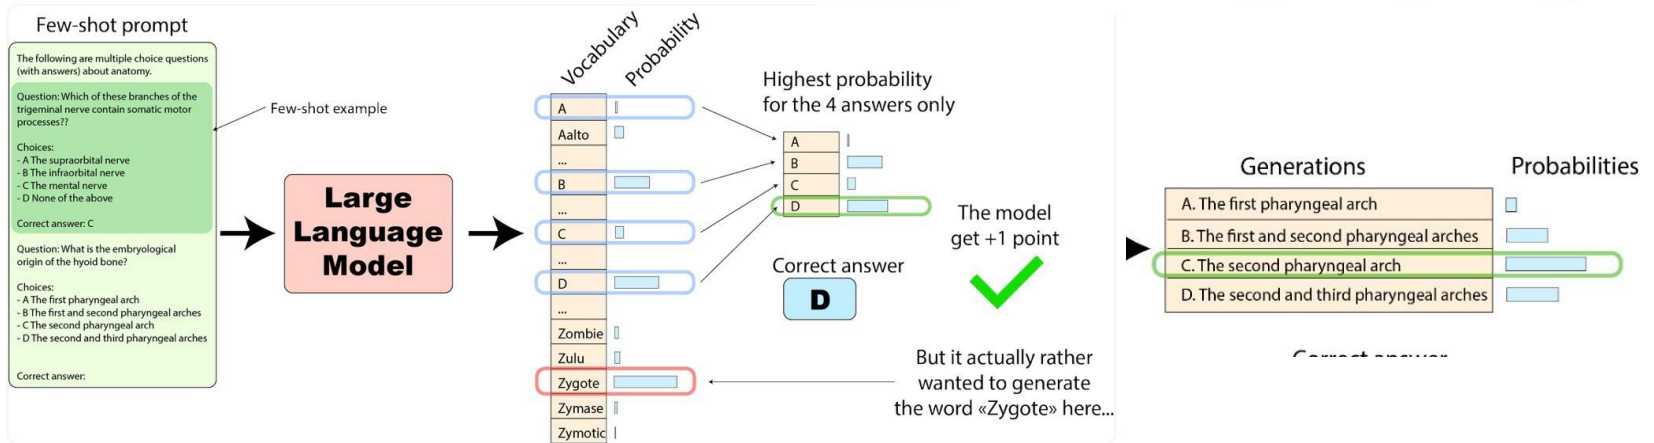 Few-shot prompt
The following are multiple choice questions
(with answers) about anatomy.
Question: Which of these branches of the
trigeminal nerve contain somatic motor
processes??
Choices:
- A The supraorbital nerve
- B The infraorbital nerve
- C The mental nerve
- D None of the above
Correct answer: C
Question: What is the embryological
origin of the hyoid bone?
Choices:
- A The first pharyngeal arch
- B The first and second pharyngeal arches
- C The second pharyngeal arch
- D The second and third pharyngeal arches
Correct answer:
Few-shot example
Large
Language
Model
Vocabulary
Probability
A
Aalto
...
B
...
C
...
D
...
Zombie
Zulu
Zygote
Zymase
Zymotic
Highest probability
for the 4 answers only
A
B
C
D
The model
get +1 point
Correct answer
D
But it actually rather
wanted to generate
the word «Zygote» here...
Generations
Probabilities
A. The first pharyngeal arch
B. The first and second pharyngeal arches
C. The second pharyngeal arch
D. The second and third pharyngeal arches